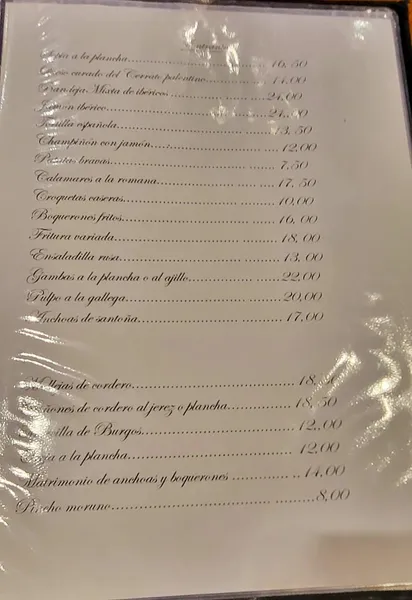 a la plancha 16,50
Queso curado del Cerrato palentino 14,00
Mixta de ibéricos 24,00
Jamon ibérico 24,00
Tortilla española 13,50
Champiñón con jamón 12,00
Patatas bravas 7,50
Calamares a la romana 17,50
Croquetas caseras 10,00
Boquerones fritos 16,00
Fritura variada 18,00
Ensaladilla rusa 13,00
Gambas a la plancha o al ajillo 22,00
Pulpo a la gallega 20,00
Anchoas de santoña 17,00
Mollejas de cordero
Riñones de cordero al jerez o plancha 18,50
Morcilla de Burgos 12,00
a la plancha 12,00
Matrimonio de anchoas y boquerones 14,00
Pincho moruno 8,00